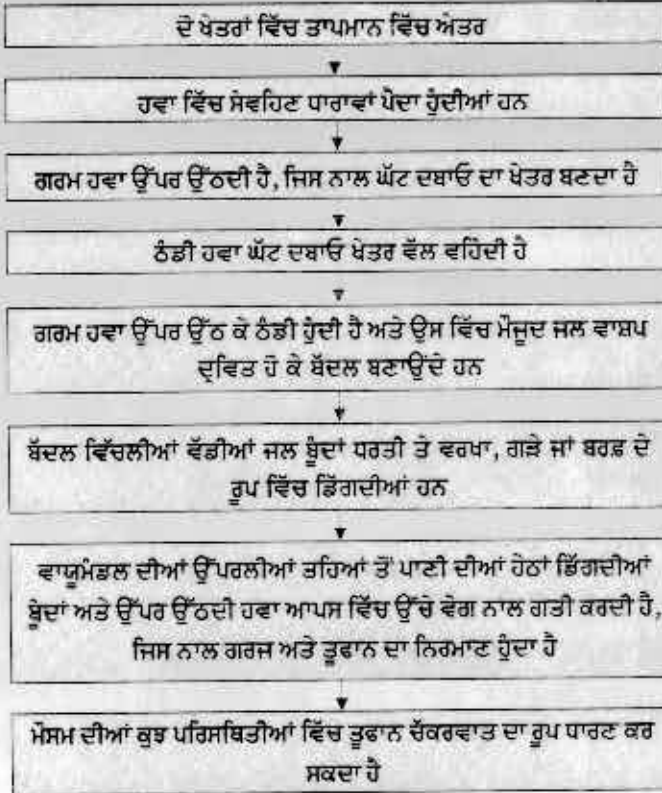 ਦੋ ਖੇਤਰਾਂ ਵਿੱਚ ਤਾਪਮਾਨ ਵਿੱਚ ਅੰਤਰ
ਹਵਾ ਵਿੱਚ ਸੰਵਹਿਣ ਧਾਰਾਵਾਂ ਪੈਦਾ ਹੁੰਦੀਆਂ ਹਨ
ਗਰਮ ਹਵਾ ਉੱਪਰ ਉੱਠਦੀ ਹੈ, ਜਿਸ ਨਾਲ ਘੱਟ ਦਬਾਓ ਦਾ ਖੇਤਰ ਬਣਦਾ ਹੈ
ਠੰਡੀ ਹਵਾ ਘੱਟ ਦਬਾਓ ਖੇਤਰ ਵੱਲ ਵਹਿੰਦੀ ਹੈ
ਗਰਮ ਹਵਾ ਉੱਪਰ ਉੱਠ ਕੇ ਠੰਡੀ ਹੁੰਦੀ ਹੈ ਅਤੇ ਉਸ ਵਿੱਚ ਮੌਜੂਦ ਜਲ ਵਾਸ਼ਪ
ਦ੍ਰਵਿਤ ਹੋ ਕੇ ਬੱਦਲ ਬਣਾਉਂਦੇ ਹਨ
ਬੱਦਲ ਵਿੱਚਲੀਆਂ ਵੱਡੀਆਂ ਜਲ ਬੂੰਦਾਂ ਧਰਤੀ ਤੇ ਵਰਖਾ, ਗੜੇ ਜਾਂ ਬਰਫ਼ ਦੇ
ਰੂਪ ਵਿੱਚ ਡਿੱਗਦੀਆਂ ਹਨ
ਵਾਯੂਮੰਡਲ ਦੀਆਂ ਉੱਪਰਲੀਆਂ ਤਹਿਆਂ ਤੋਂ ਪਾਣੀ ਦੀਆਂ ਹੇਠਾਂ ਡਿੱਗਦੀਆਂ
ਬੂੰਦਾਂ ਅਤੇ ਉੱਪਰ ਉੱਠਦੀ ਹਵਾ ਆਪਸ ਵਿੱਚ ਉੱਚੇ ਵੇਗ ਨਾਲ ਗਤੀ ਕਰਦੀ ਹੈ,
ਜਿਸ ਨਾਲ ਗਰਜ ਅਤੇ ਤੂਫਾਨ ਦਾ ਨਿਰਮਾਣ ਹੁੰਦਾ ਹੈ
ਮੌਸਮ ਦੀਆਂ ਕੁਝ ਪਰਿਸਥਿਤੀਆਂ ਵਿੱਚ ਤੂਫਾਨ ਚੱਕਰਵਾਤ ਦਾ ਰੂਪ ਧਾਰਣ ਕਰ
ਸਕਦਾ ਹੈ